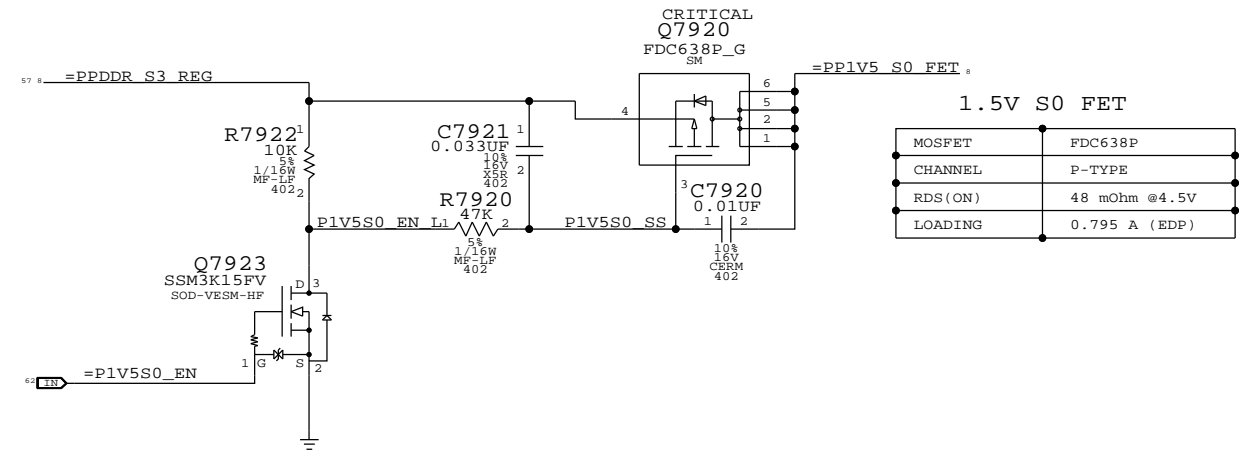 CRITICAL
Q7920
FDC638P_G
SM
57 8
=PPDDR_S3_REG
=PP1V5_S0_FET
8
6
5
4
2
1
3
R7922
1
10K
5%
1/16W
MF-LF
402
2
C7921
1
0.033UF
10%
16V
X5R
402
2
1.5V S0 FET
MOSFET FDC638P
CHANNEL P-TYPE
RDS(ON) 48 mOhm @4.5V
LOADING 0.795 A (EDP)
R7920
47K
P1V5S0_EN_L
1
2
5%
1/16W
MF-LF
402
P1V5S0_SS
C7920
0.01UF
1
2
10%
16V
CERM
402
Q7923
SSM3K15FV
SOD-VESM-HF
D
3
1
G
S
2
62
IN
=P1V5S0_EN